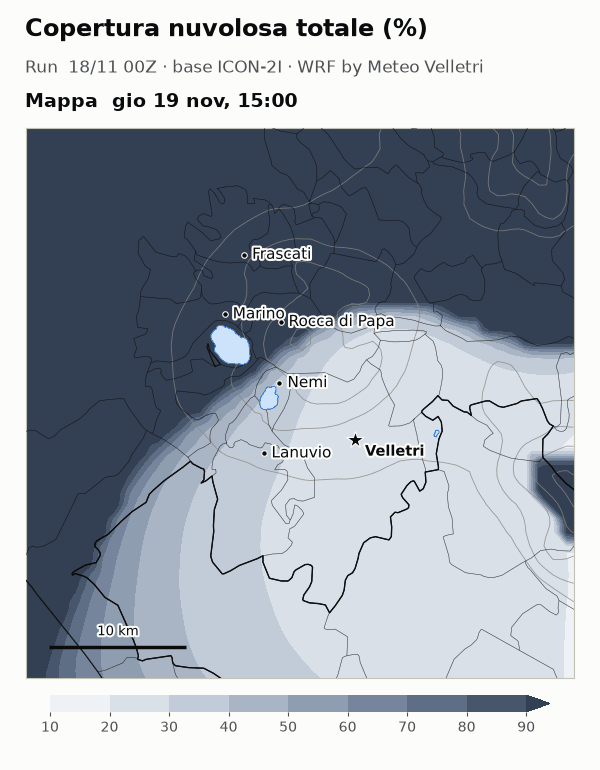 Copertura nuvolosa totale (%)
Run  18/11 00Z · base ICON-2I · WRF by Meteo Velletri
Mappa  gio 19 nov, 15:00
Frascati
Marino
Rocca di Papa
Nemi
Velletri
Lanuvio
10 km
10 20 30 40 50 60 70 80 90